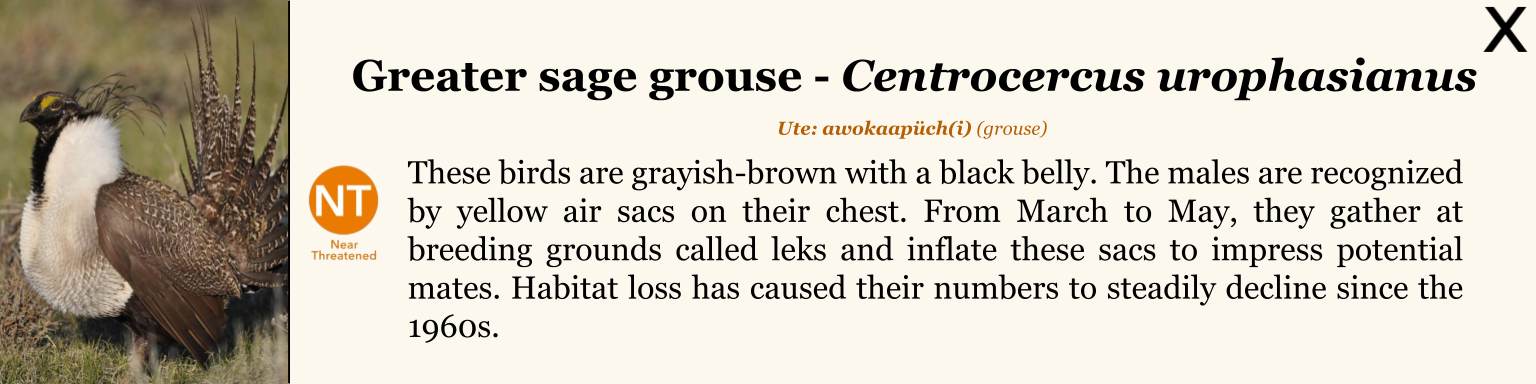 X
Greater sage grouse - Centrocercus urophasianus
Ute: awokaapüch(i) (grouse)
NT
Near
Threatened
These birds are grayish-brown with a black belly. The males are recognized
by yellow air sacs on their chest. From March to May, they gather at
breeding grounds called leks and inflate these sacs to impress potential
mates. Habitat loss has caused their numbers to steadily decline since the
1960s.